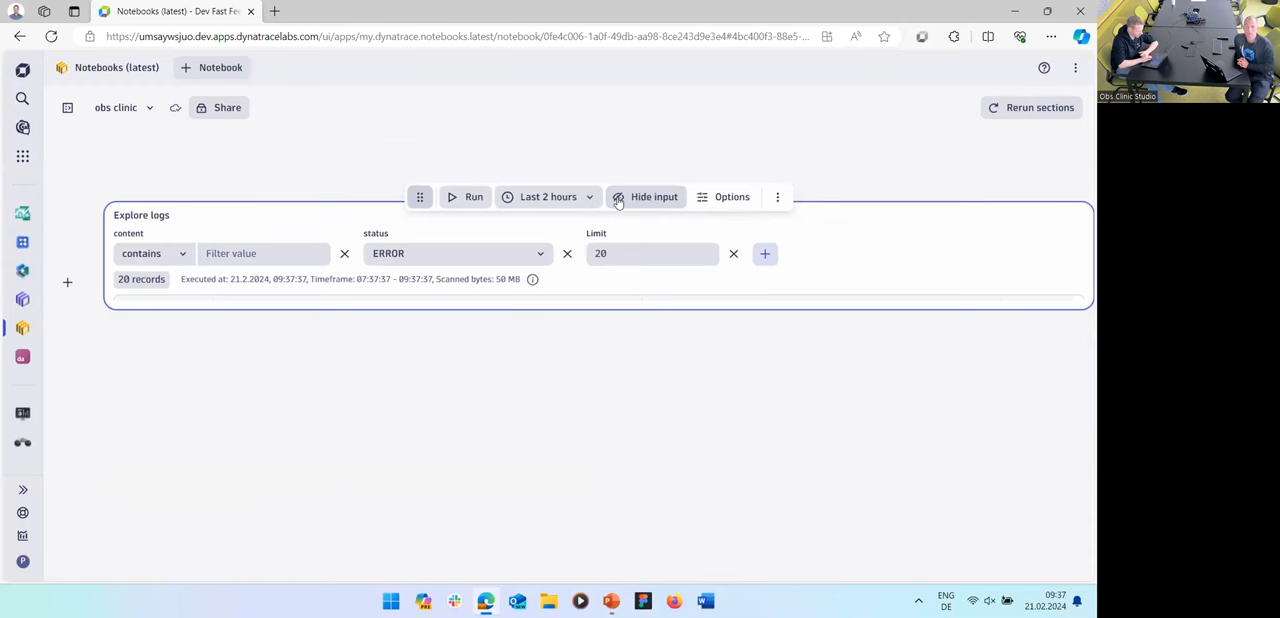 Notebooks (latest) - Dev Fast Fe
https://umsaywsjuo.dev.apps.dynatracelabs.com/ui/apps/my.dynatrace.notebooks.latest/notebook/0fe4c006-1a0f-49db-aa98-8ce243d9e3e4#4bc400f3-88e5-...
Notebooks (latest)
Notebook
obs clinic
Share
Rerun sections
Run
Last 2 hours
Hide input
Options
Explore logs
content
status
Limit
contains
Filter value
ERROR
20
20 records
Executed at: 21.2.2024, 09:37:37, Timeframe: 07:37:37 - 09:37:37, Scanned bytes: 50 MB
da
P
PRE
NEW
ENG
DE
09:37
21.02.2024
Obs Clinic Studio